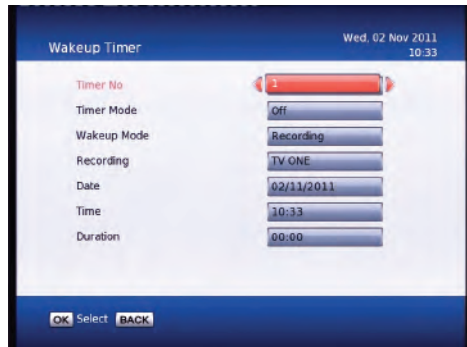 Wed, 02 Nov 2011
Wakeup Timer
10:33
Timer No 1
Timer Mode Off
Wakeup Mode Recording
Recording TV ONE
Date 02/11/2011
Time 10:33
Duration 00:00
OK Select BACK